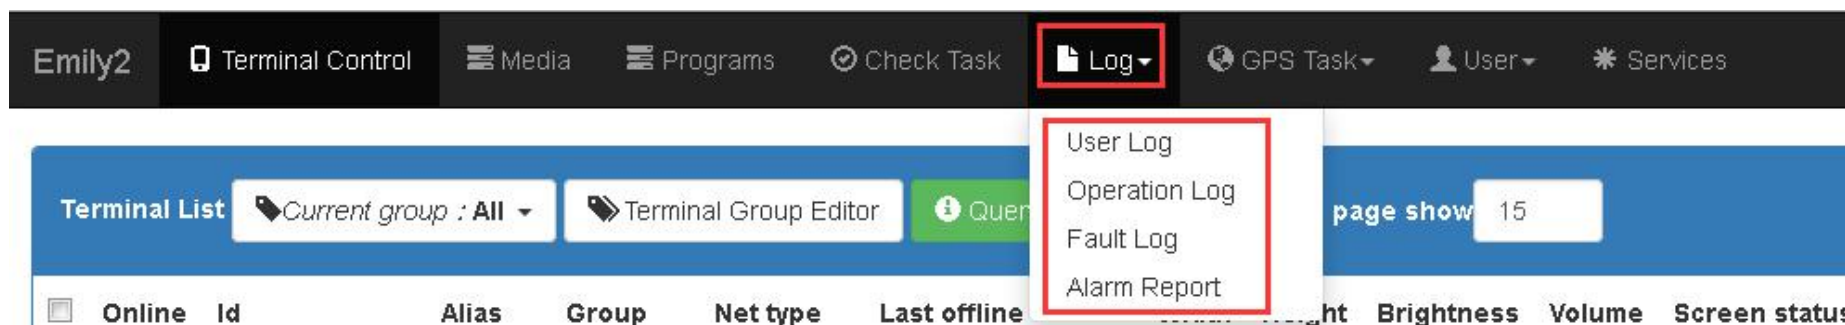 Emily2 Terminal Control Media Programs Check Task Log GPS Task User Services
User Log
Operation Log
Fault Log
Alarm Report
Terminal List Current group : All Terminal Group Editor page show 15
Online Id Alias Group Net type Last offline Brightness Volume Screen status